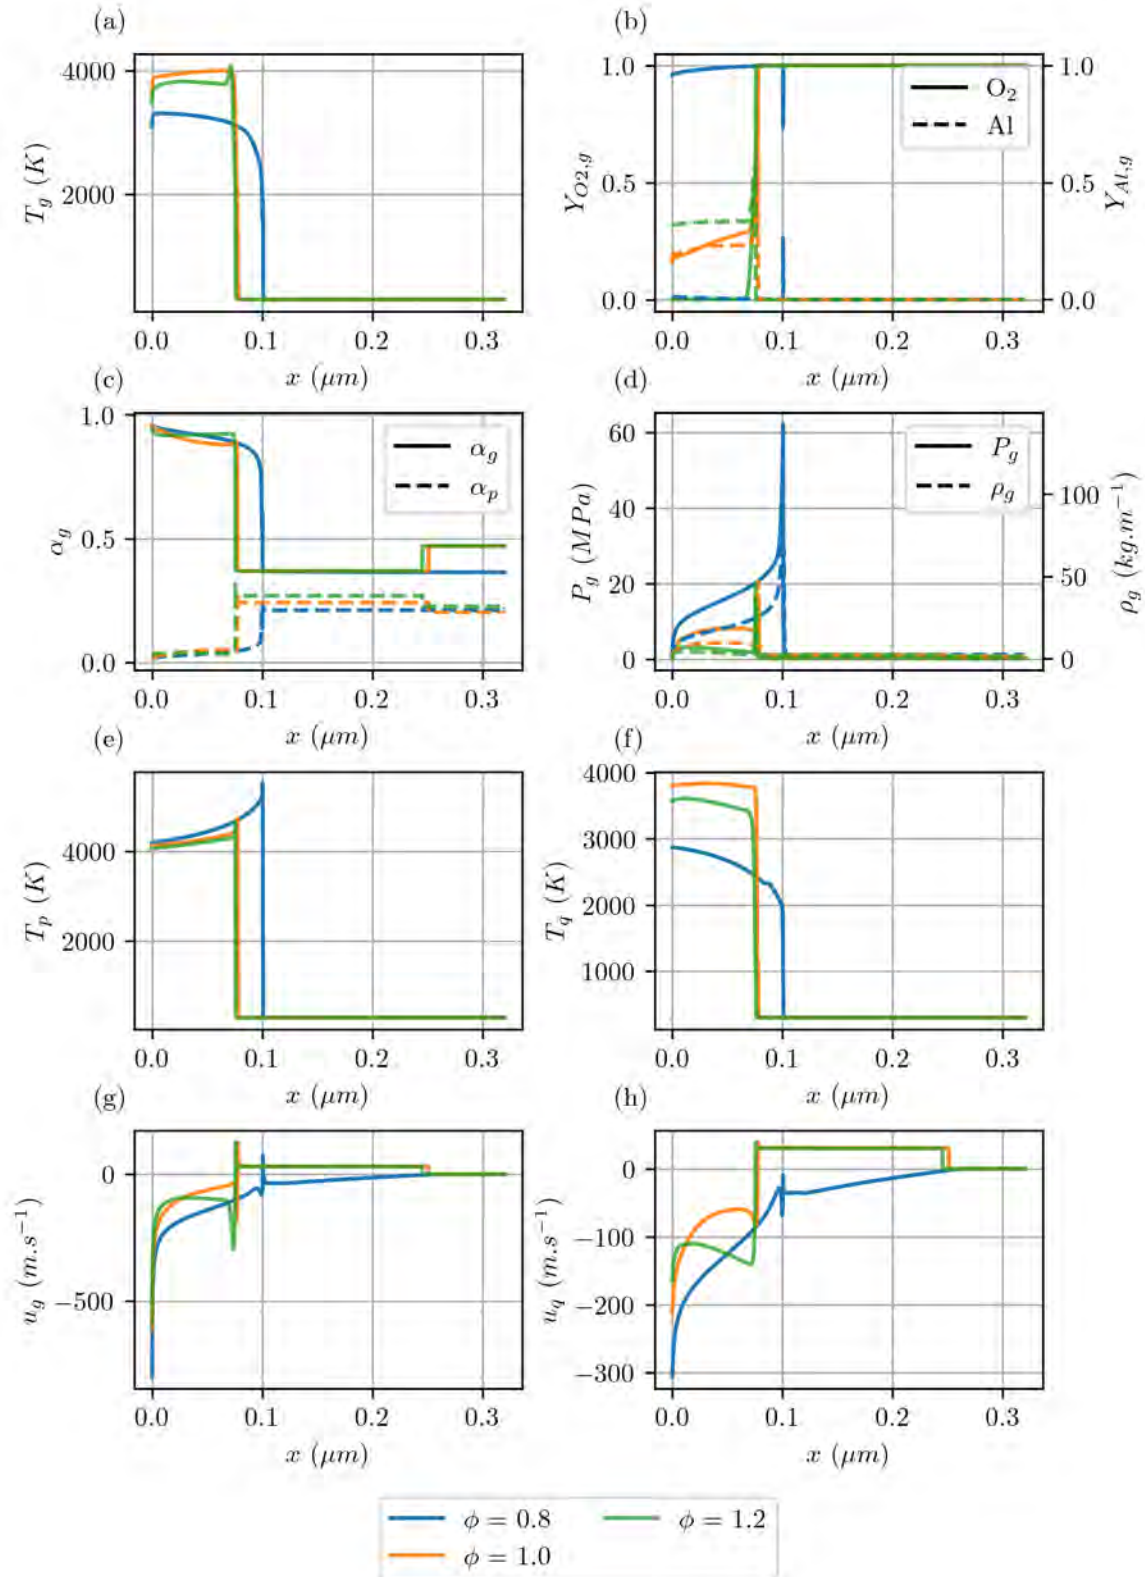 (a)
4000
2000
T_g (K)
0.0 0.1 0.2 0.3
x (μm)
(b)
1.0
0.5
0.0
Y_{O2,g}
O_2
Al
1.0
0.5
0.0
Y_{Al,g}
0.0 0.1 0.2 0.3
x (μm)
(c)
1.0
0.5
0.0
α_g
α_g
α_p
0.0 0.1 0.2 0.3
x (μm)
(d)
60
40
20
0
P_g (MPa)
P_g
ρ_g
100
50
0
ρ_g (kg.m^{-1})
0.0 0.1 0.2 0.3
x (μm)
(e)
4000
2000
T_p (K)
0.0 0.1 0.2 0.3
x (μm)
(f)
4000
3000
2000
1000
T_q (K)
0.0 0.1 0.2 0.3
x (μm)
(g)
0
−500
u_g (m.s^{-1})
0.0 0.1 0.2 0.3
x (μm)
(h)
0
−100
−200
−300
u_q (m.s^{-1})
0.0 0.1 0.2 0.3
x (μm)
ϕ = 0.8
ϕ = 1.2
ϕ = 1.0